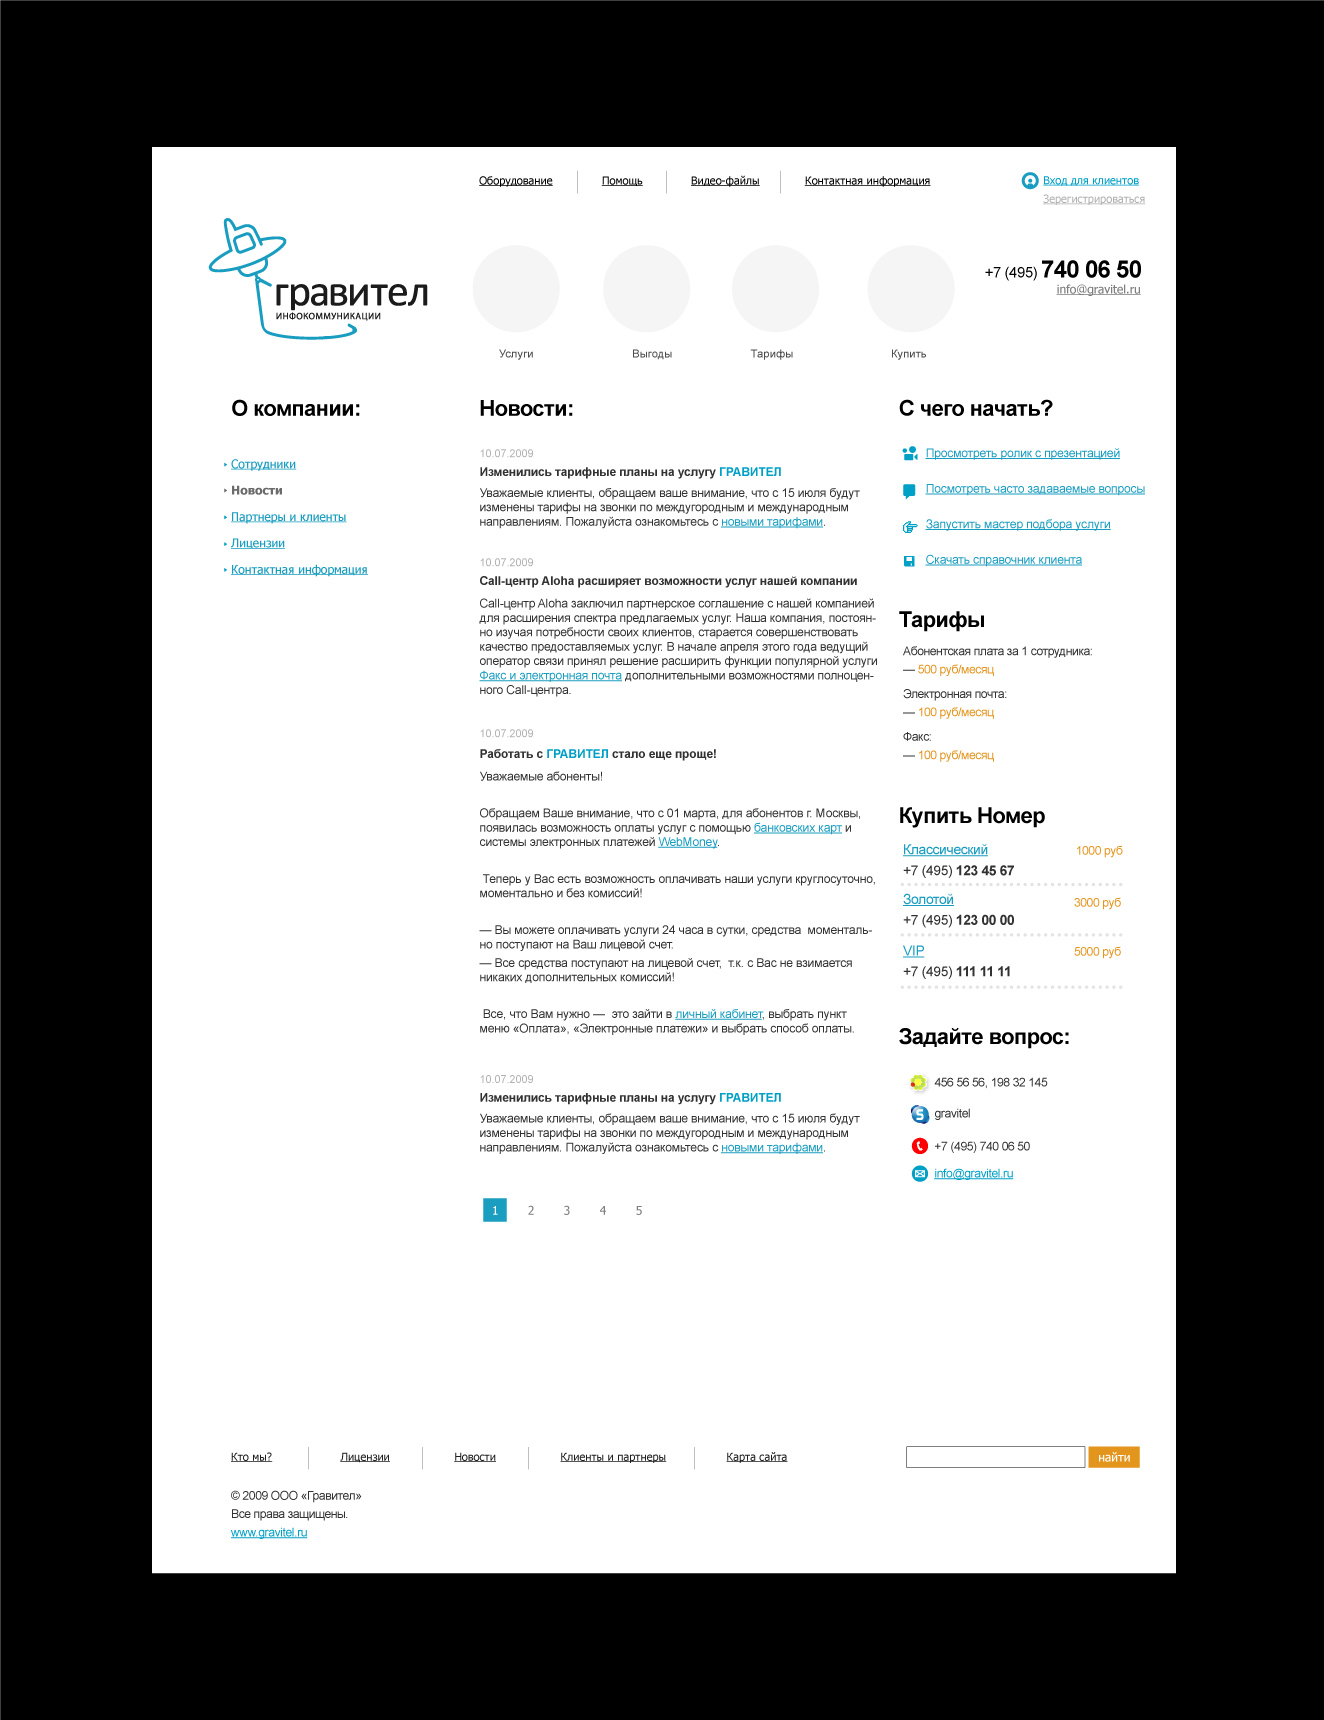 Оборудование
Помощь
Видео-файлы
Контактная информация
Вход для клиентов
Зерегистрироваться
гравител
ИНФОКОММУНИКАЦИИ
Услуги
Выгоды
Тарифы
Купить
+7 (495) 740 06 50
info@gravitel.ru
О компании:
Сотрудники
Новости
Партнеры и клиенты
Лицензии
Контактная информация
Новости:
10.07.2009
Изменились тарифные планы на услугу ГРАВИТЕЛ
Уважаемые клиенты, обращаем ваше внимание, что с 15 июля будут
изменены тарифы на звонки по междугородным и международным
направлениям. Пожалуйста ознакомьтесь с новыми тарифами.
10.07.2009
Call-центр Aloha расширяет возможности услуг нашей компании
Call-центр Aloha заключил партнерское соглашение с нашей компанией
для расширения спектра предлагаемых услуг. Наша компания, постоян-
но изучая потребности своих клиентов, старается совершенствовать
качество предоставляемых услуг. В начале апреля этого года ведущий
оператор связи принял решение расширить функции популярной услуги
Факс и электронная почта дополнительными возможностями полноцен-
ного Call-центра.
10.07.2009
Работать с ГРАВИТЕЛ стало еще проще!
Уважаемые абоненты!
Обращаем Ваше внимание, что с 01 марта, для абонентов г. Москвы,
появилась возможность оплаты услуг с помощью банковских карт и
системы электронных платежей WebMoney.
Теперь у Вас есть возможность оплачивать наши услуги круглосуточно,
моментально и без комиссий!
— Вы можете оплачивать услуги 24 часа в сутки, средства моменталь-
но поступают на Ваш лицевой счет.
— Все средства поступают на лицевой счет, т.к. с Вас не взимается
никаких дополнительных комиссий!
Все, что Вам нужно — это зайти в личный кабинет, выбрать пункт
меню «Оплата», «Электронные платежи» и выбрать способ оплаты.
10.07.2009
Изменились тарифные планы на услугу ГРАВИТЕЛ
Уважаемые клиенты, обращаем ваше внимание, что с 15 июля будут
изменены тарифы на звонки по междугородным и международным
направлениям. Пожалуйста ознакомьтесь с новыми тарифами.
1 2 3 4 5
С чего начать?
Просмотреть ролик с презентацией
Посмотреть часто задаваемые вопросы
Запустить мастер подбора услуги
Скачать справочник клиента
Тарифы
Абонентская плата за 1 сотрудника:
— 500 руб/месяц
Электронная почта:
— 100 руб/месяц
Факс:
— 100 руб/месяц
Купить Номер
Классический 1000 руб
+7 (495) 123 45 67
Золотой 3000 руб
+7 (495) 123 00 00
VIP 5000 руб
+7 (495) 111 11 11
Задайте вопрос:
456 56 56, 198 32 145
gravitel
+7 (495) 740 06 50
info@gravitel.ru
Кто мы?
Лицензии
Новости
Клиенты и партнеры
Карта сайта
найти
© 2009 ООО «Гравител»
Все права защищены.
www.gravitel.ru